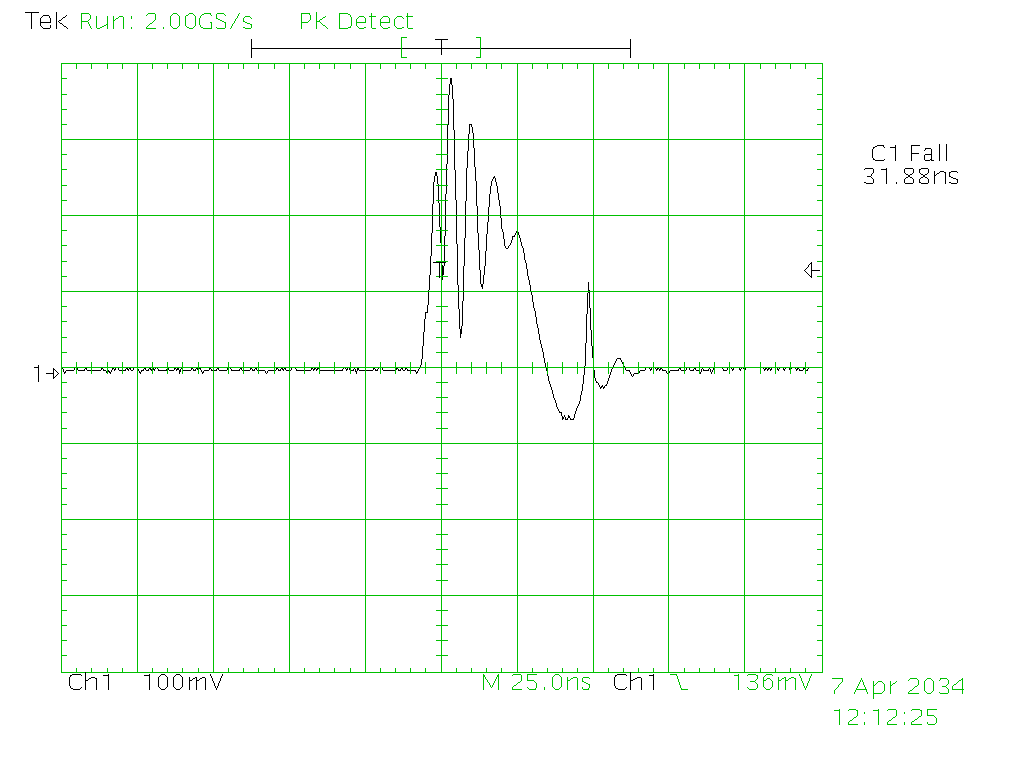 Tek Run: 2.00GS/s Pk Detect
T
C1 Fall
31.88ns
T
1
Ch1 100mV M 25.0ns Ch1 136mV
7 Apr 2034
12:12:25